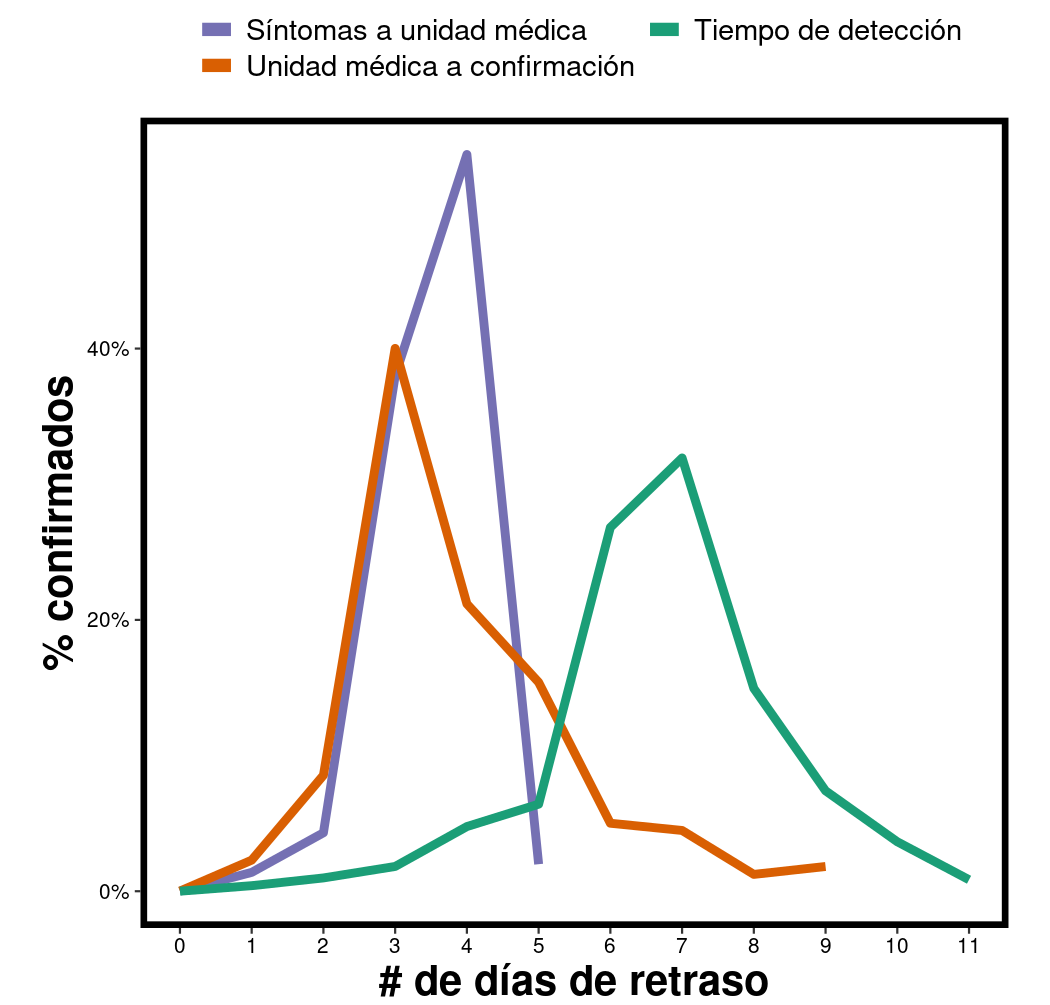 Síntomas a unidad médica
Tiempo de detección
Unidad médica a confirmación
% confirmados
40%
20%
0%
0 1 2 3 4 5 6 7 8 9 10 11
# de días de retraso